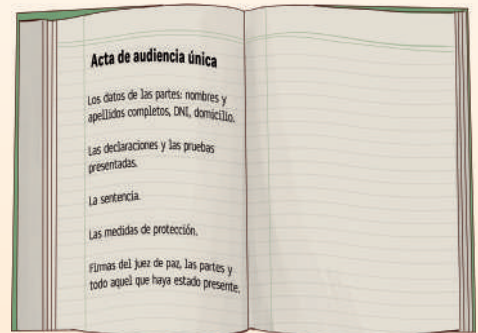 Acta de audiencia única
Los datos de las partes: nombres y
apellidos completos, DNI, domicilio.
Las declaraciones y las pruebas
presentadas.
La sentencia.
Las medidas de protección.
Firmas del juez de paz, las partes y
todo aquel que haya estado presente.